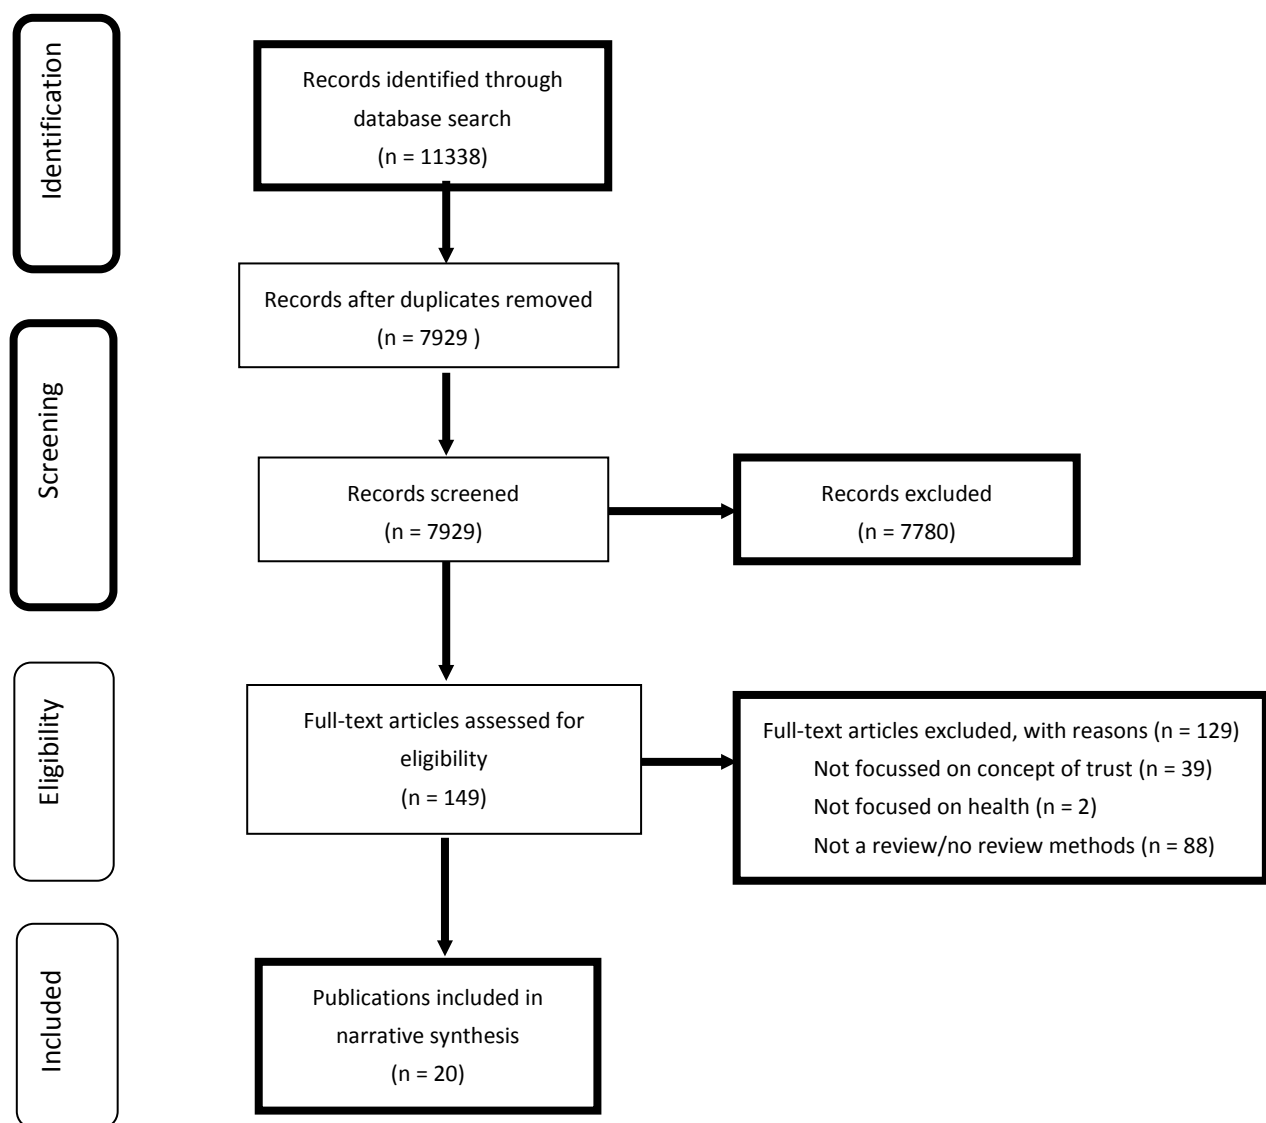 Identification
Records identified through
database search
(n = 11338)
Records after duplicates removed
(n = 7929 )
Screening
Records screened
(n = 7929)
Records excluded
(n = 7780)
Eligibility
Full-text articles assessed for
eligibility
(n = 149)
Full-text articles excluded, with reasons (n = 129)
Not focussed on concept of trust (n = 39)
Not focused on health (n = 2)
Not a review/no review methods (n = 88)
Included
Publications included in
narrative synthesis
(n = 20)